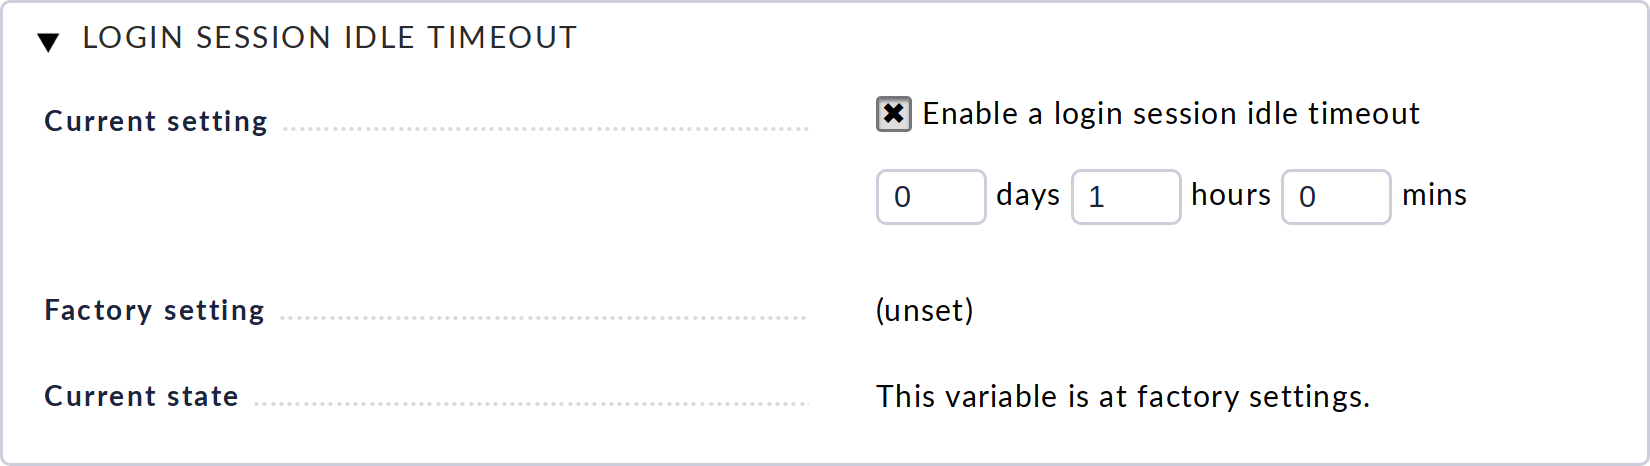 LOGIN SESSION IDLE TIMEOUT
Current setting
Enable a login session idle timeout
0 days 1 hours 0 mins
Factory setting
(unset)
Current state
This variable is at factory settings.